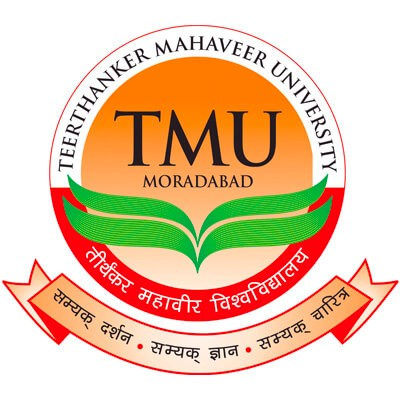 TEERTHANKER MAHAVEER UNIVERSITY
TMU
MORADABAD
तीर्थंकर महावीर विश्वविद्यालय
सम्यक् दर्शन • सम्यक् ज्ञान • सम्यक् चारित्र